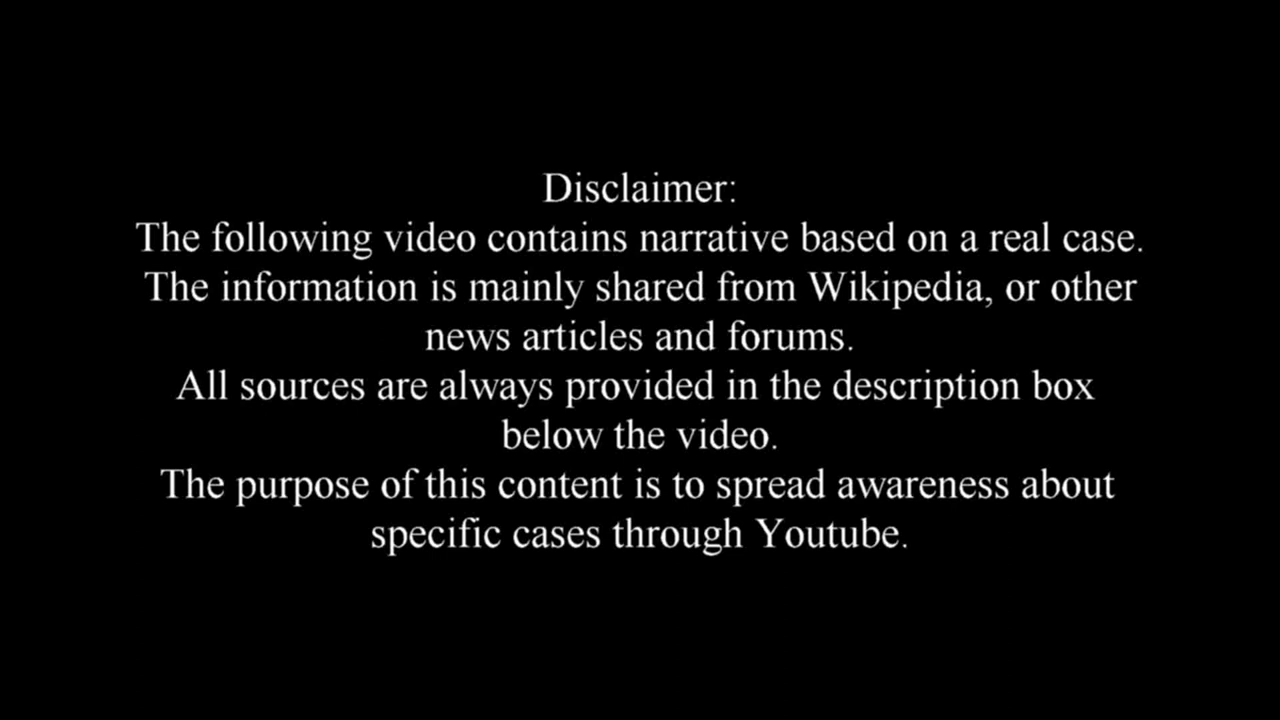 Disclaimer:
The following video contains narrative based on a real case.
The information is mainly shared from Wikipedia, or other
news articles and forums.
All sources are always provided in the description box
below the video.
The purpose of this content is to spread awareness about
specific cases through Youtube.